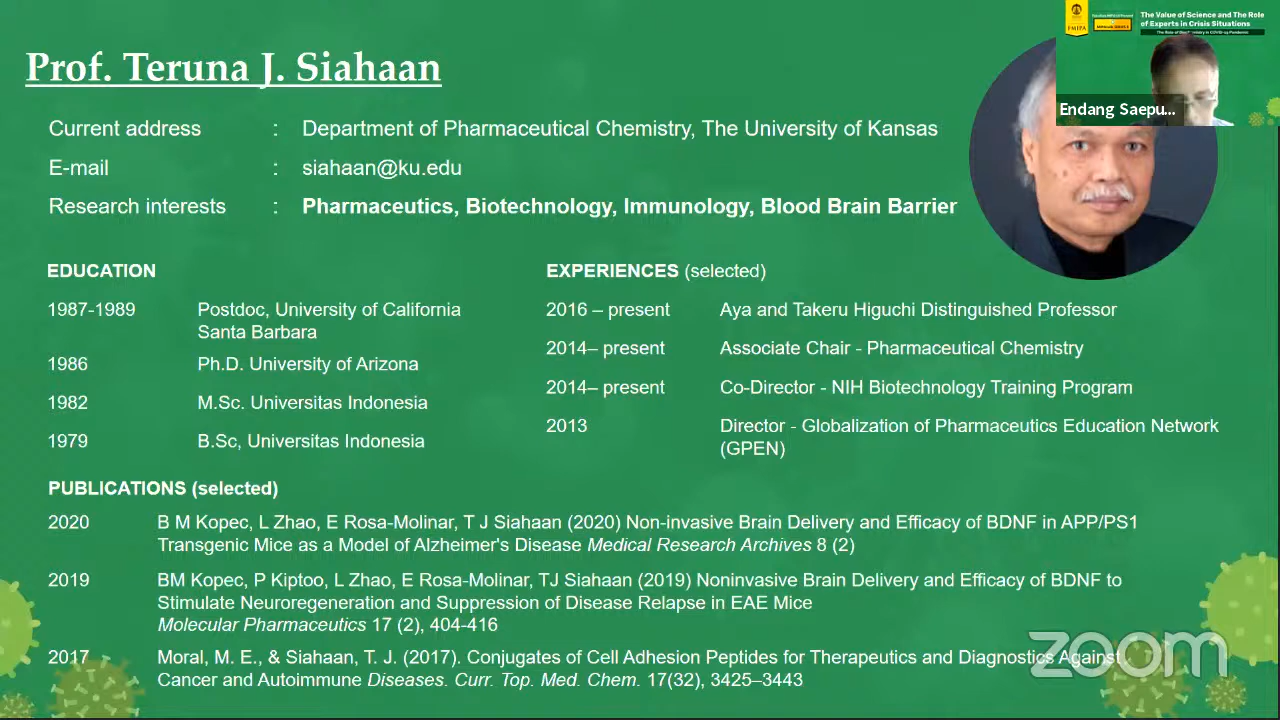 The Value of Science and The Role
of Experts in Crisis Situations
FMIPA
Prof. Teruna J. Siahaan
Endang Saepu...
Current address : Department of Pharmaceutical Chemistry, The University of Kansas
E-mail : siahaan@ku.edu
Research interests : Pharmaceutics, Biotechnology, Immunology, Blood Brain Barrier
EDUCATION
1987-1989 Postdoc, University of California
Santa Barbara
1986 Ph.D. University of Arizona
1982 M.Sc. Universitas Indonesia
1979 B.Sc, Universitas Indonesia
EXPERIENCES (selected)
2016 – present Aya and Takeru Higuchi Distinguished Professor
2014– present Associate Chair - Pharmaceutical Chemistry
2014– present Co-Director - NIH Biotechnology Training Program
2013 Director - Globalization of Pharmaceutics Education Network
(GPEN)
PUBLICATIONS (selected)
2020 B M Kopec, L Zhao, E Rosa-Molinar, T J Siahaan (2020) Non-invasive Brain Delivery and Efficacy of BDNF in APP/PS1
Transgenic Mice as a Model of Alzheimer's Disease Medical Research Archives 8 (2)
2019 BM Kopec, P Kiptoo, L Zhao, E Rosa-Molinar, TJ Siahaan (2019) Noninvasive Brain Delivery and Efficacy of BDNF to
Stimulate Neuroregeneration and Suppression of Disease Relapse in EAE Mice
Molecular Pharmaceutics 17 (2), 404-416
2017 Moral, M. E., & Siahaan, T. J. (2017). Conjugates of Cell Adhesion Peptides for Therapeutics and Diagnostics Against
Cancer and Autoimmune Diseases. Curr. Top. Med. Chem. 17(32), 3425–3443
zoom